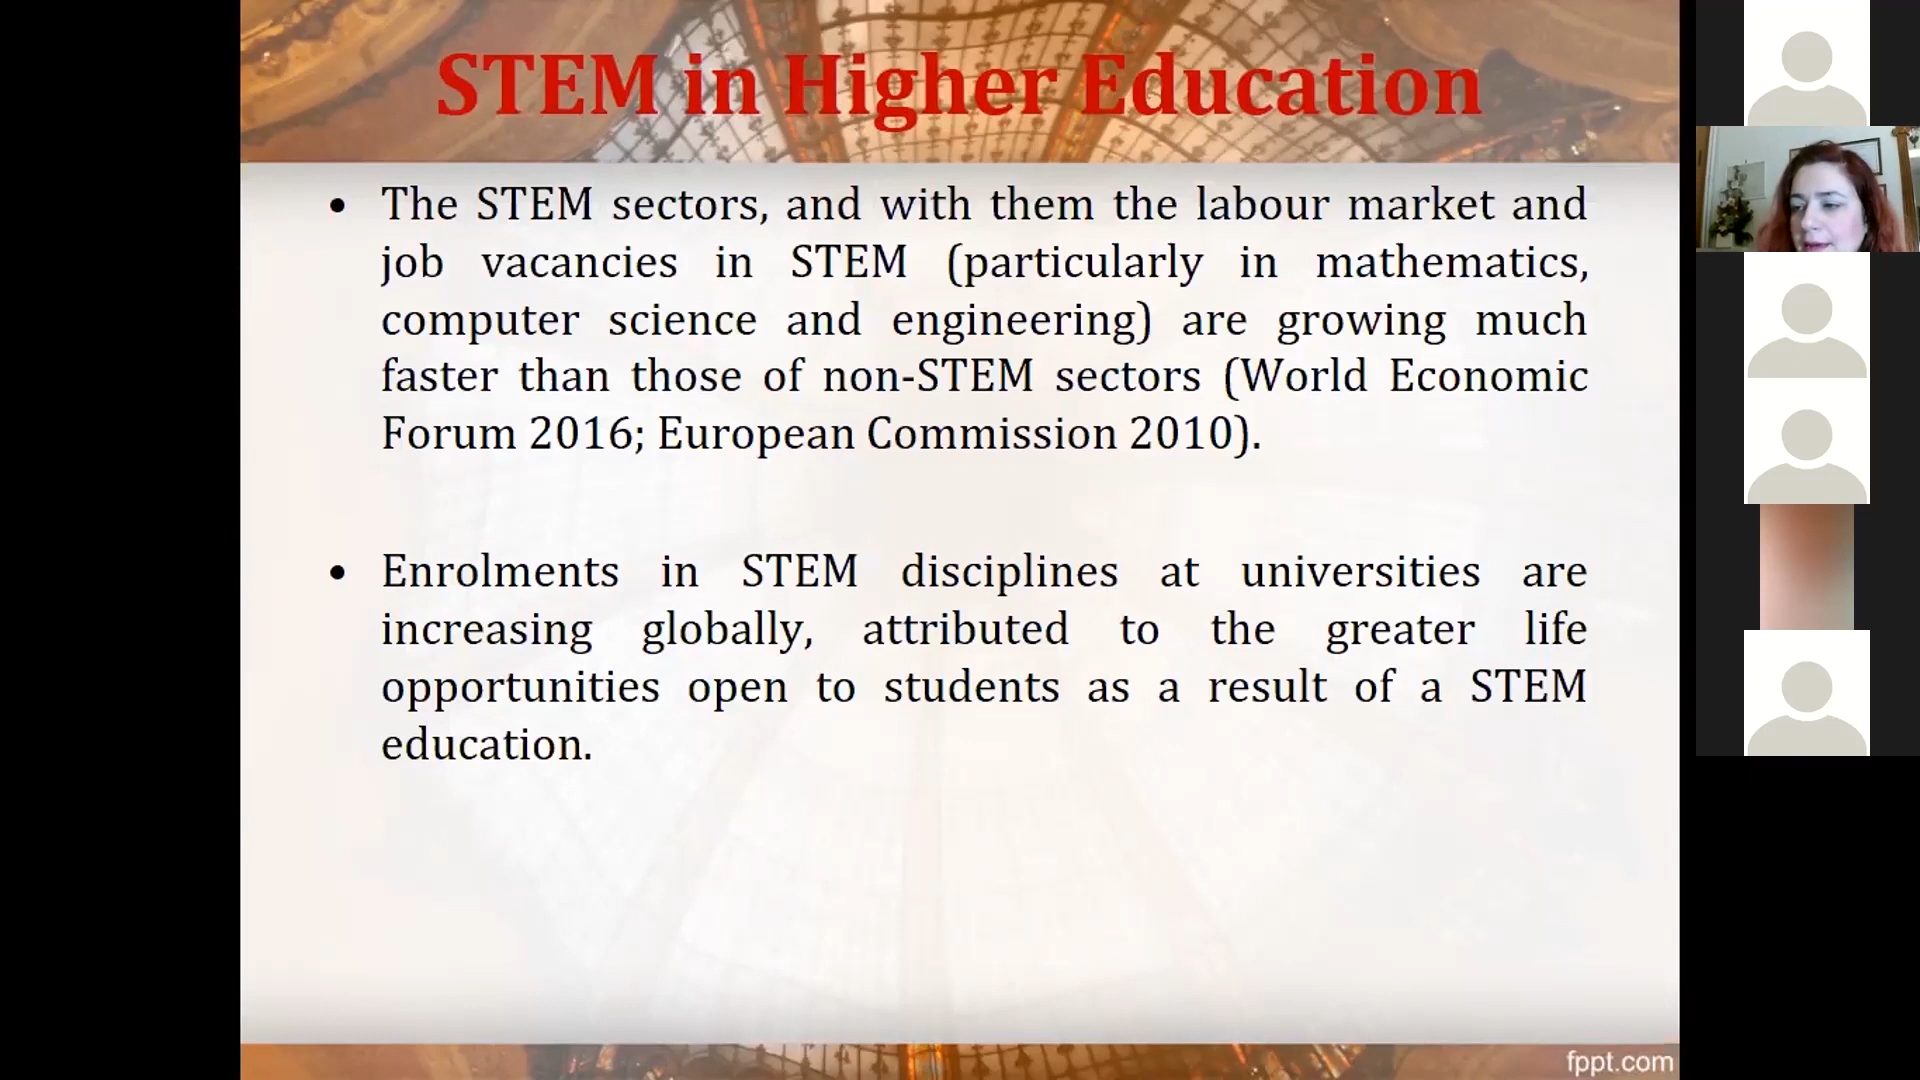 STEM in Higher Education
• The STEM sectors, and with them the labour market and
job vacancies in STEM (particularly in mathematics,
computer science and engineering) are growing much
faster than those of non-STEM sectors (World Economic
Forum 2016; European Commission 2010).
• Enrolments in STEM disciplines at universities are
increasing globally, attributed to the greater life
opportunities open to students as a result of a STEM
education.
fppt.com